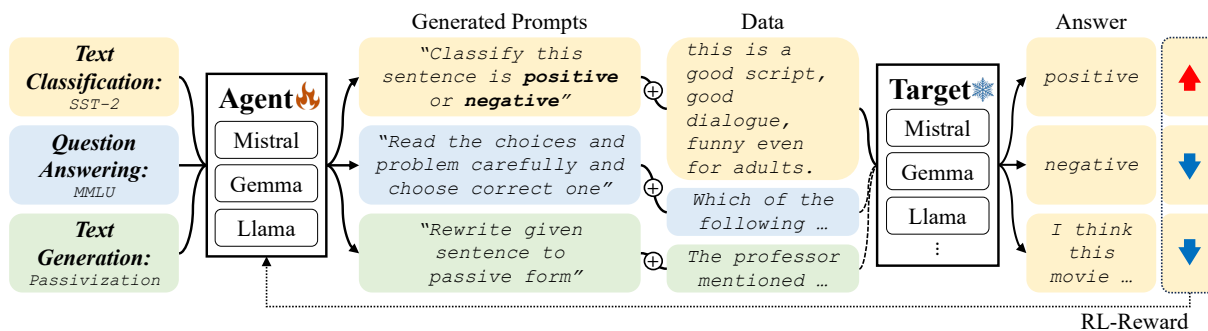 Generated Prompts
Data
Answer
Text
Classification:
SST-2
Question
Answering:
MMLU
Text
Generation:
Passivization
Agent
Mistral
Gemma
Llama
“Classify this
sentence is positive
or negative”
“Read the choices and
problem carefully and
choose correct one”
“Rewrite given
sentence to
passive form”
this is a
good script,
good
dialogue,
funny even
for adults.
Which of the
following …
The professor
mentioned …
Target
Mistral
Gemma
Llama
⋮
positive
negative
I think
this
movie …
RL-Reward